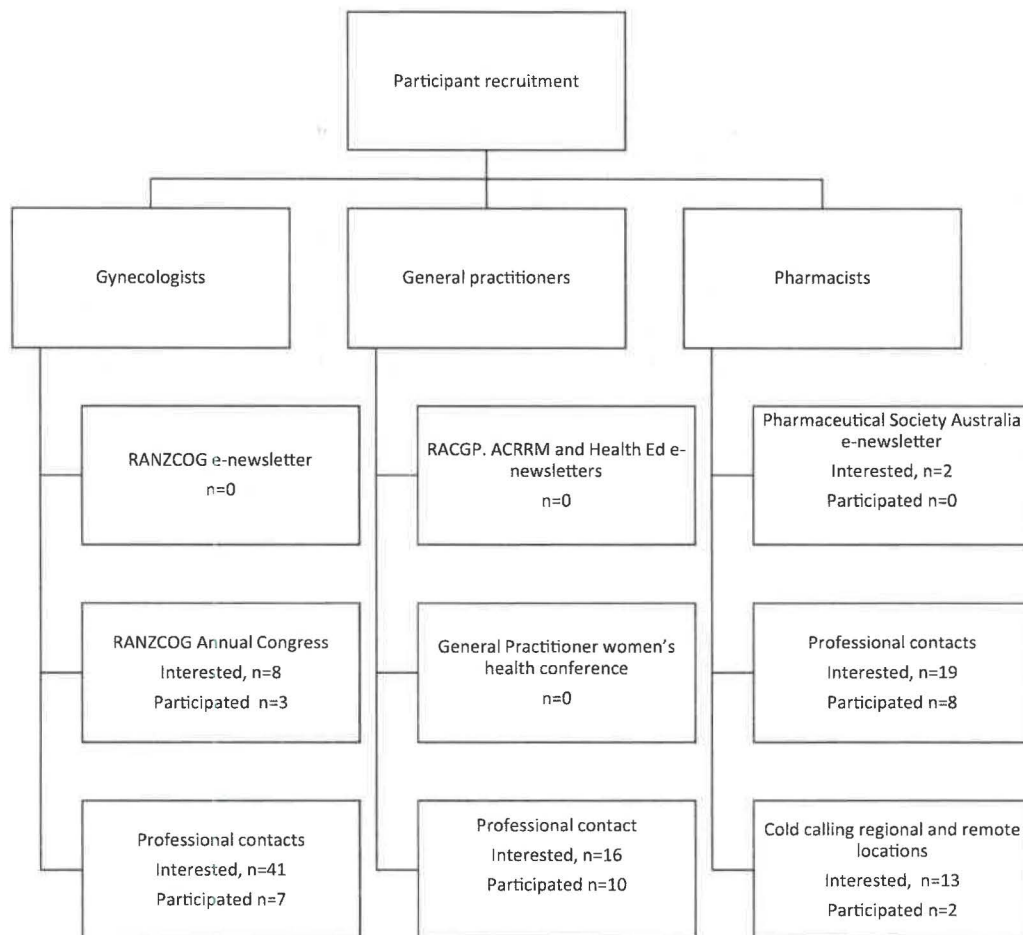 Participant recruitment
Gynecologists
General practitioners
Pharmacists
RANZCOG e-newsletter
n=0
RACGP. ACRRM and Health Ed e-
newsletters
n=0
Pharmaceutical Society Australia
e-newsletter
Interested, n=2
Participated n=0
RANZCOG Annual Congress
Interested, n=8
Participated n=3
General Practitioner women's
health conference
n=0
Professional contacts
Interested, n=19
Participated n=8
Professional contacts
Interested, n=41
Participated n=7
Professional contact
Interested, n=16
Participated n=10
Cold calling regional and remote
locations
Interested, n=13
Participated n=2